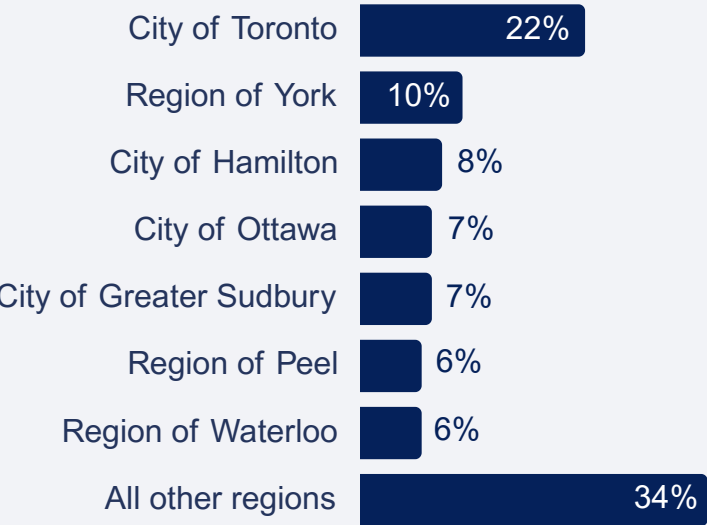 City of Toronto 22%
Region of York 10%
City of Hamilton 8%
City of Ottawa 7%
City of Greater Sudbury 7%
Region of Peel 6%
Region of Waterloo 6%
All other regions 34%